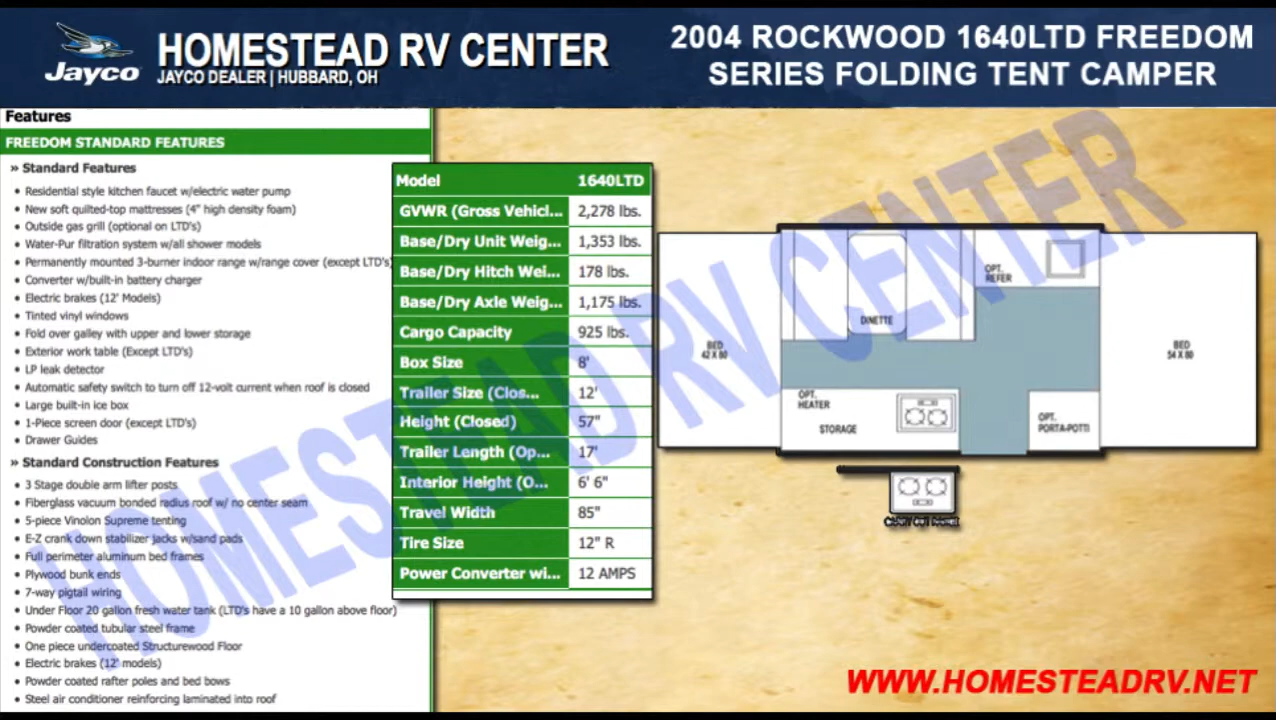 Jayco
HOMESTEAD RV CENTER
JAYCO DEALER | HUBBARD, OH
2004 ROCKWOOD 1640LTD FREEDOM
SERIES FOLDING TENT CAMPER
Features
FREEDOM STANDARD FEATURES
» Standard Features
• Residential style kitchen faucet w/electric water pump
• New soft quilted-top mattresses (4" high density foam)
• Outside gas grill (optional on LTD's)
• Water-Pur filtration system w/all shower models
• Permanently mounted 3-burner indoor range w/range cover (except LTD's)
• Converter w/built-in battery charger
• Electric brakes (12' Models)
• Tinted vinyl windows
• Fold over galley with upper and lower storage
• Exterior work table (Except LTD's)
• LP leak detector
• Automatic safety switch to turn off 12-volt current when roof is closed
• Large built-in ice box
• 1-Piece screen door (except LTD's)
• Drawer Guides
» Standard Construction Features
• 3 Stage double arm lifter posts
• Fiberglass vacuum bonded radius roof w/ no center seam
• 5-piece Vinolon Supreme tenting
• E-Z crank down stabilizer jacks w/sand pads
• Full perimeter aluminum bed frames
• Plywood bunk ends
• 7-way pigtail wiring
• Under Floor 20 gallon fresh water tank (LTD's have a 10 gallon above floor)
• Powder coated tubular steel frame
• One piece undercoated Structurewood Floor
• Electric brakes (12' models)
• Powder coated rafter poles and bed bows
• Steel air conditioner reinforcing laminated into roof
Model 1640LTD
GVWR (Gross Vehicl... 2,278 lbs.
Base/Dry Unit Weig... 1,353 lbs.
Base/Dry Hitch Wei... 178 lbs.
Base/Dry Axle Weig... 1,175 lbs.
Cargo Capacity 925 lbs.
Box Size 8'
Trailer Size (Clos... 12'
Height (Closed) 57"
Trailer Length (Op... 17'
Interior Height (O... 6' 6"
Travel Width 85"
Tire Size 12" R
Power Converter wi... 12 AMPS
BED
42 X 80
DINETTE
OPT.
REFER
BED
54 X 80
OPT.
HEATER
STORAGE
OPT.
PORTA-POTTI
HOMESTEAD RV CENTER
WWW.HOMESTEADRV.NET